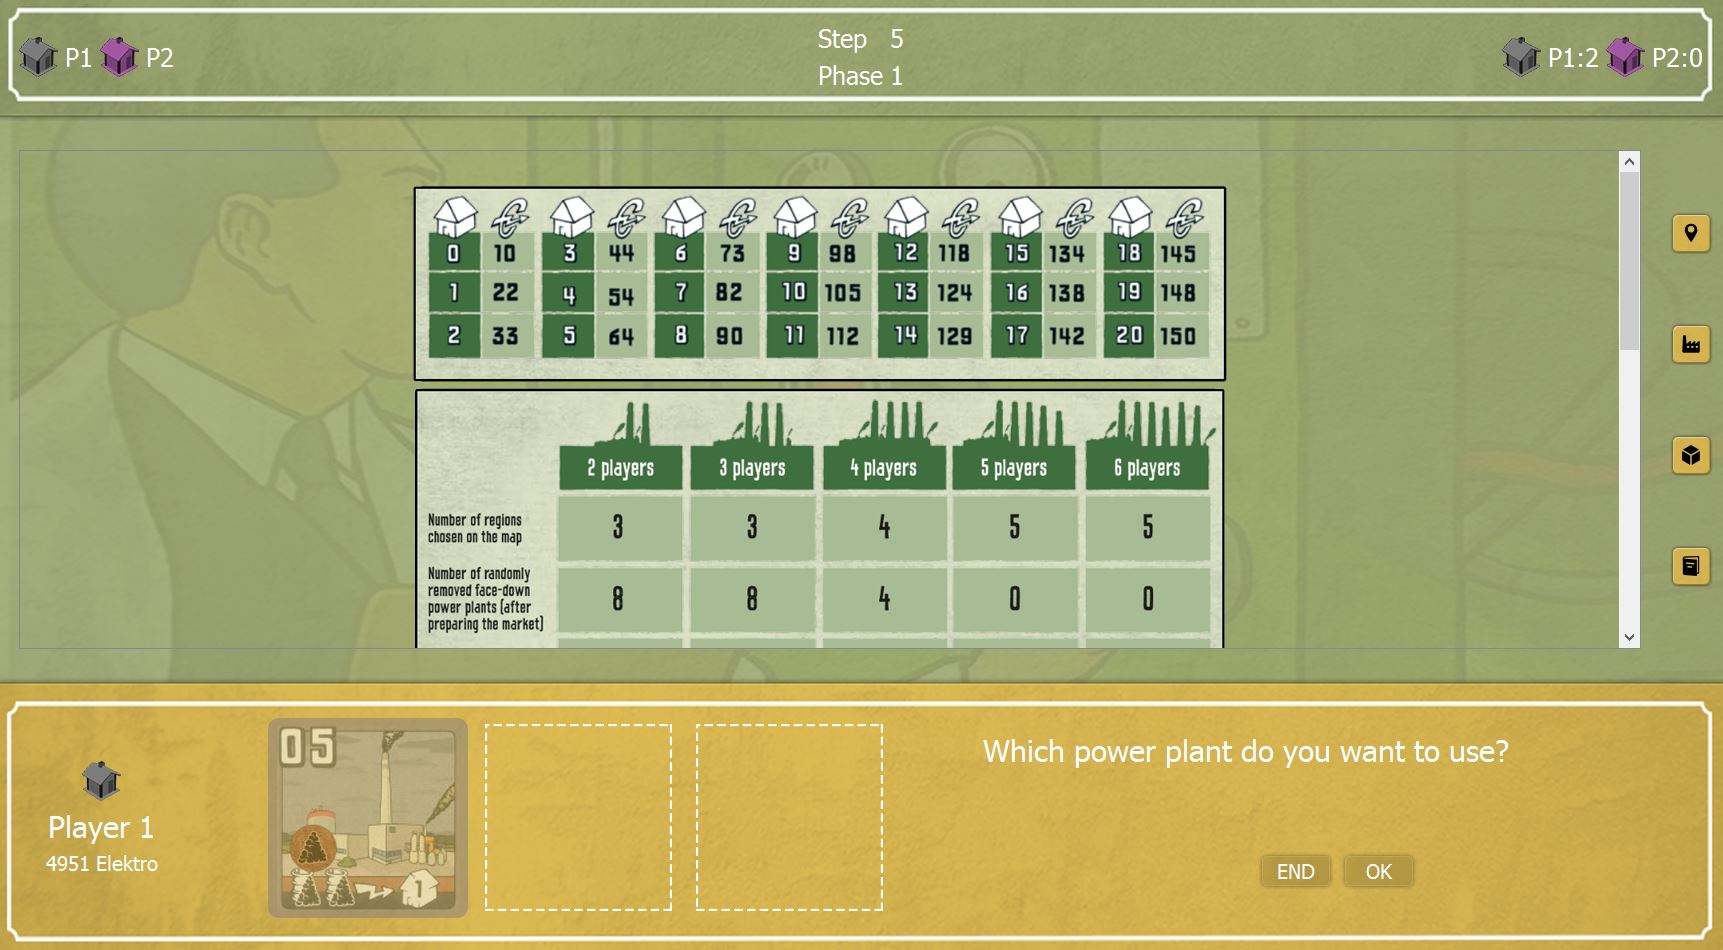 P1 P2
Step 5
Phase 1
P1:2 P2:0
0 10 3 44 6 73 9 98 12 118 15 134 18 145
1 22 4 54 7 82 10 105 13 124 16 138 19 148
2 33 5 64 8 90 11 112 14 129 17 142 20 150
2 players 3 players 4 players 5 players 6 players
Number of regions
chosen on the map
3 3 4 5 5
Number of randomly
removed face-down
power plants (after
preparing the market)
8 8 4 0 0
05
1
Player 1
4951 Elektro
Which power plant do you want to use?
END OK